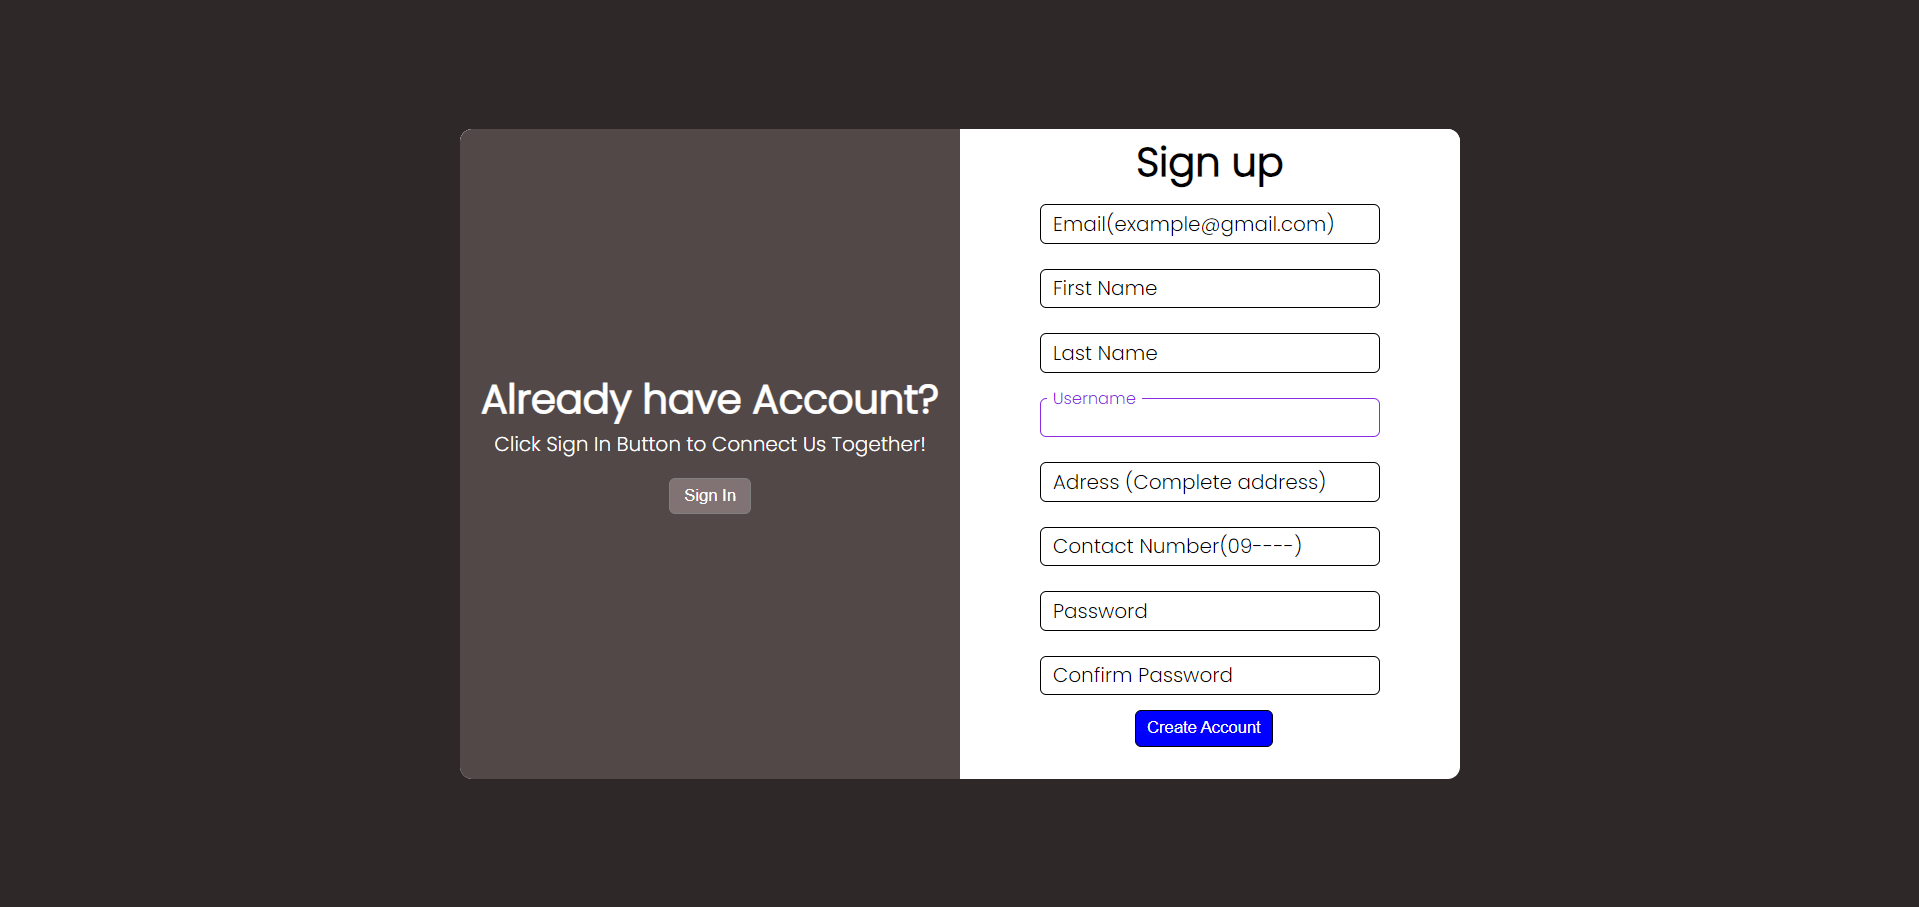 Already have Account?
Click Sign In Button to Connect Us Together!
Sign In
Sign up
Email(example@gmail.com)
First Name
Last Name
Username
Adress (Complete address)
Contact Number(09----)
Password
Confirm Password
Create Account